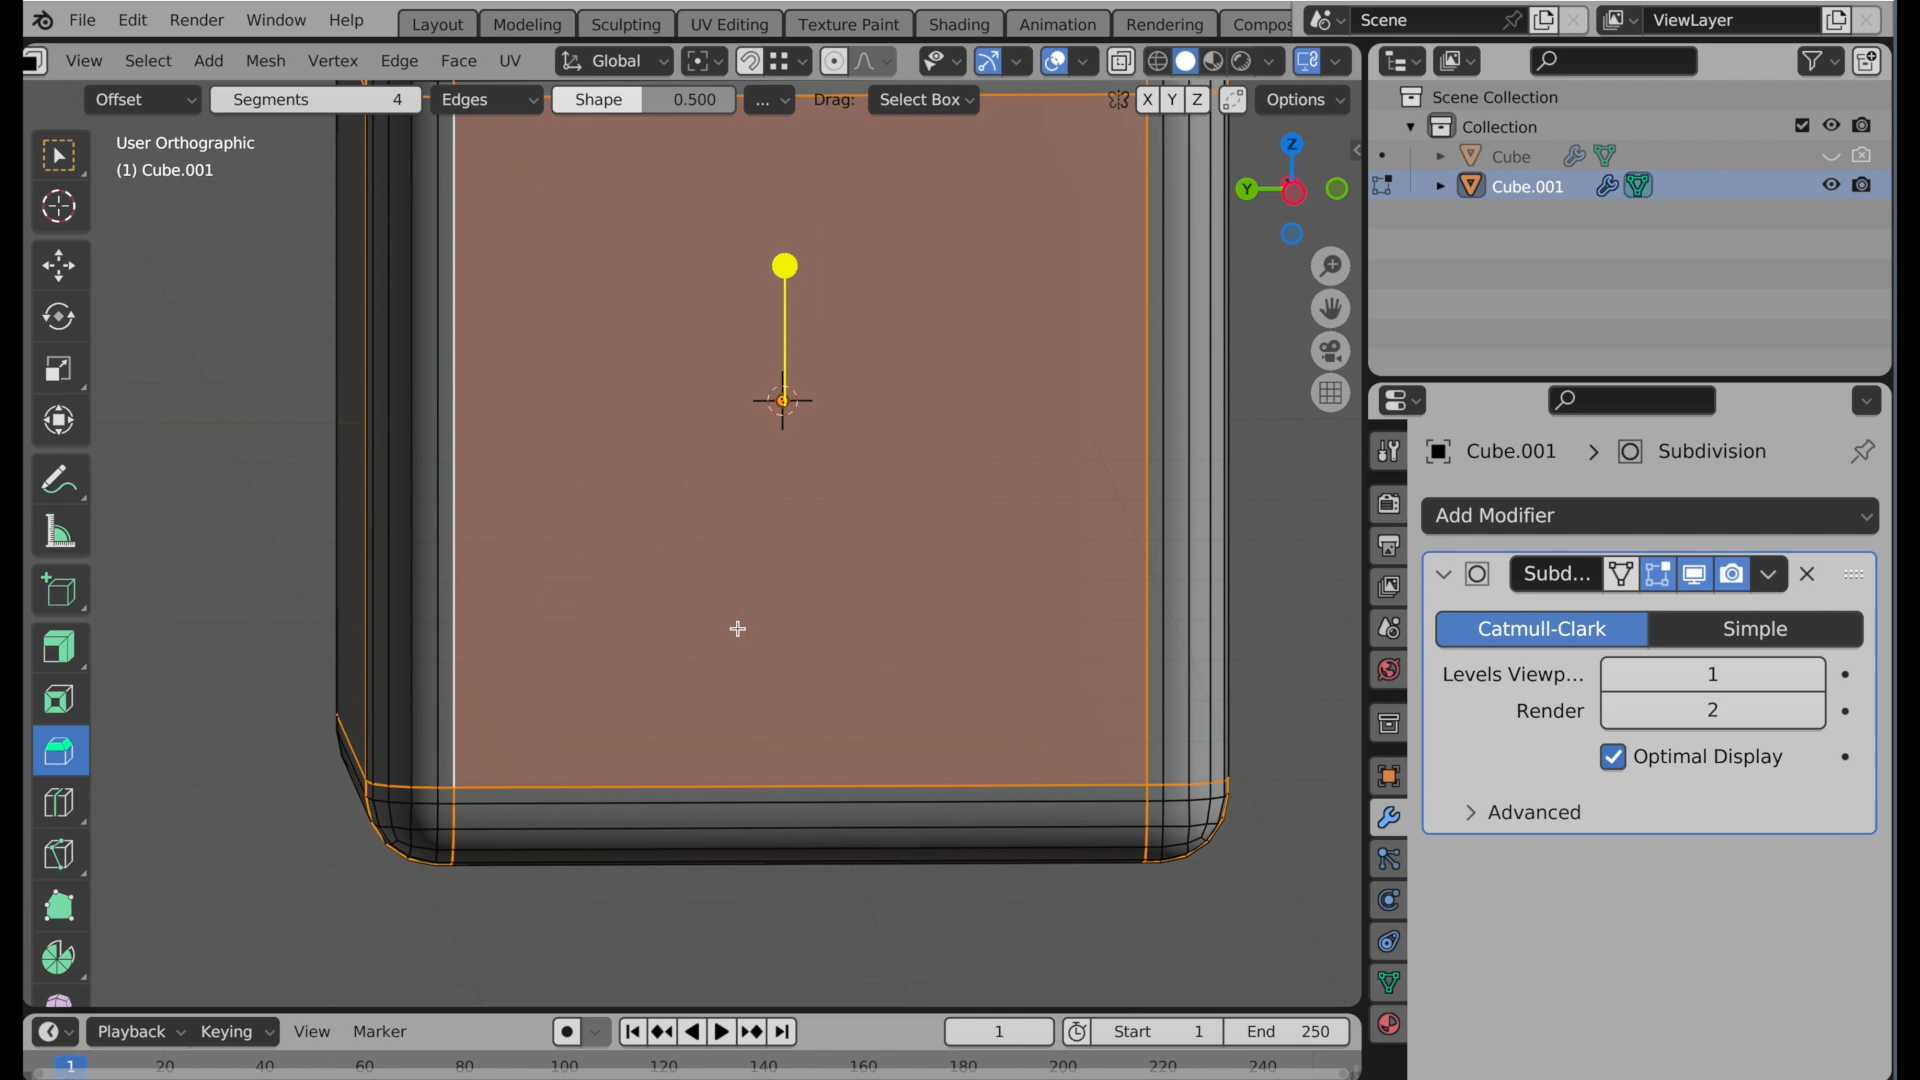 File Edit Render Window Help Layout Modeling Sculpting UV Editing Texture Paint Shading Animation Rendering Compos Scene ViewLayer
View Select Add Mesh Vertex Edge Face UV Global
Offset Segments 4 Edges Shape 0.500 ... Drag: Select Box X Y Z Options
User Orthographic
(1) Cube.001
Z
Y
Scene Collection
Collection
Cube
Cube.001
Cube.001 > Subdivision
Add Modifier
Subd...
Catmull-Clark Simple
Levels Viewp... 1
Render 2
Optimal Display
Advanced
Playback Keying View Marker 1 Start 1 End 250
1 20 40 60 80 100 120 140 160 180 200 220 240